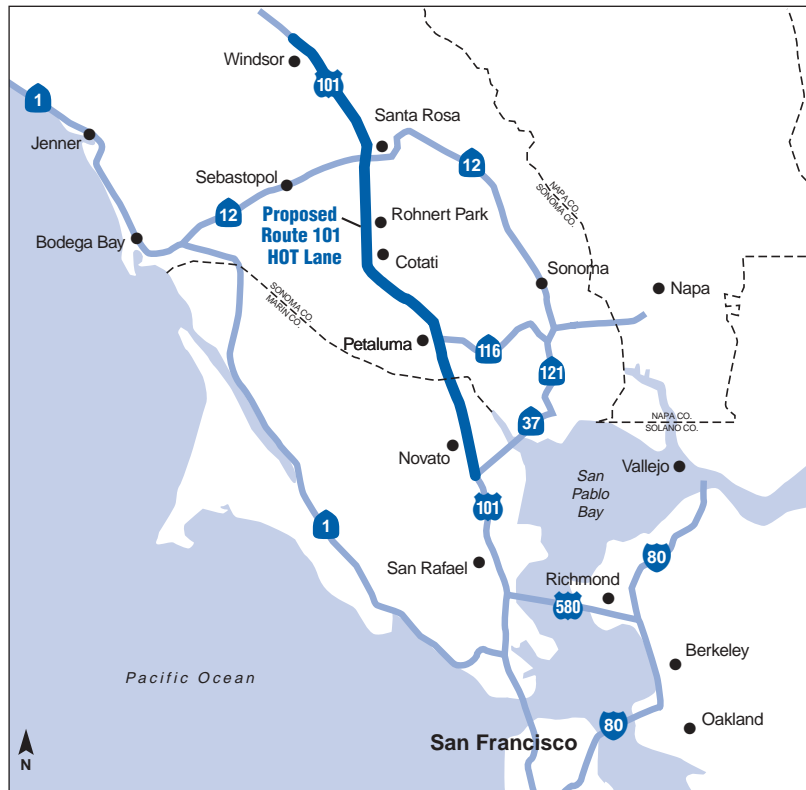 Windsor
101
1
Santa Rosa
Jenner
12
Sebastopol
NAPA CO.
SONOMA CO.
12
Proposed
Route 101
HOT Lane
Rohnert Park
Bodega Bay
Cotati
Sonoma
Napa
SONOMA CO.
MARIN CO.
Petaluma
116
121
37
NAPA CO.
SOLANO CO.
Novato
San
Pablo
Bay
Vallejo
101
1
80
San Rafael
Richmond
580
Berkeley
Pacific Ocean
80
Oakland
San Francisco
N